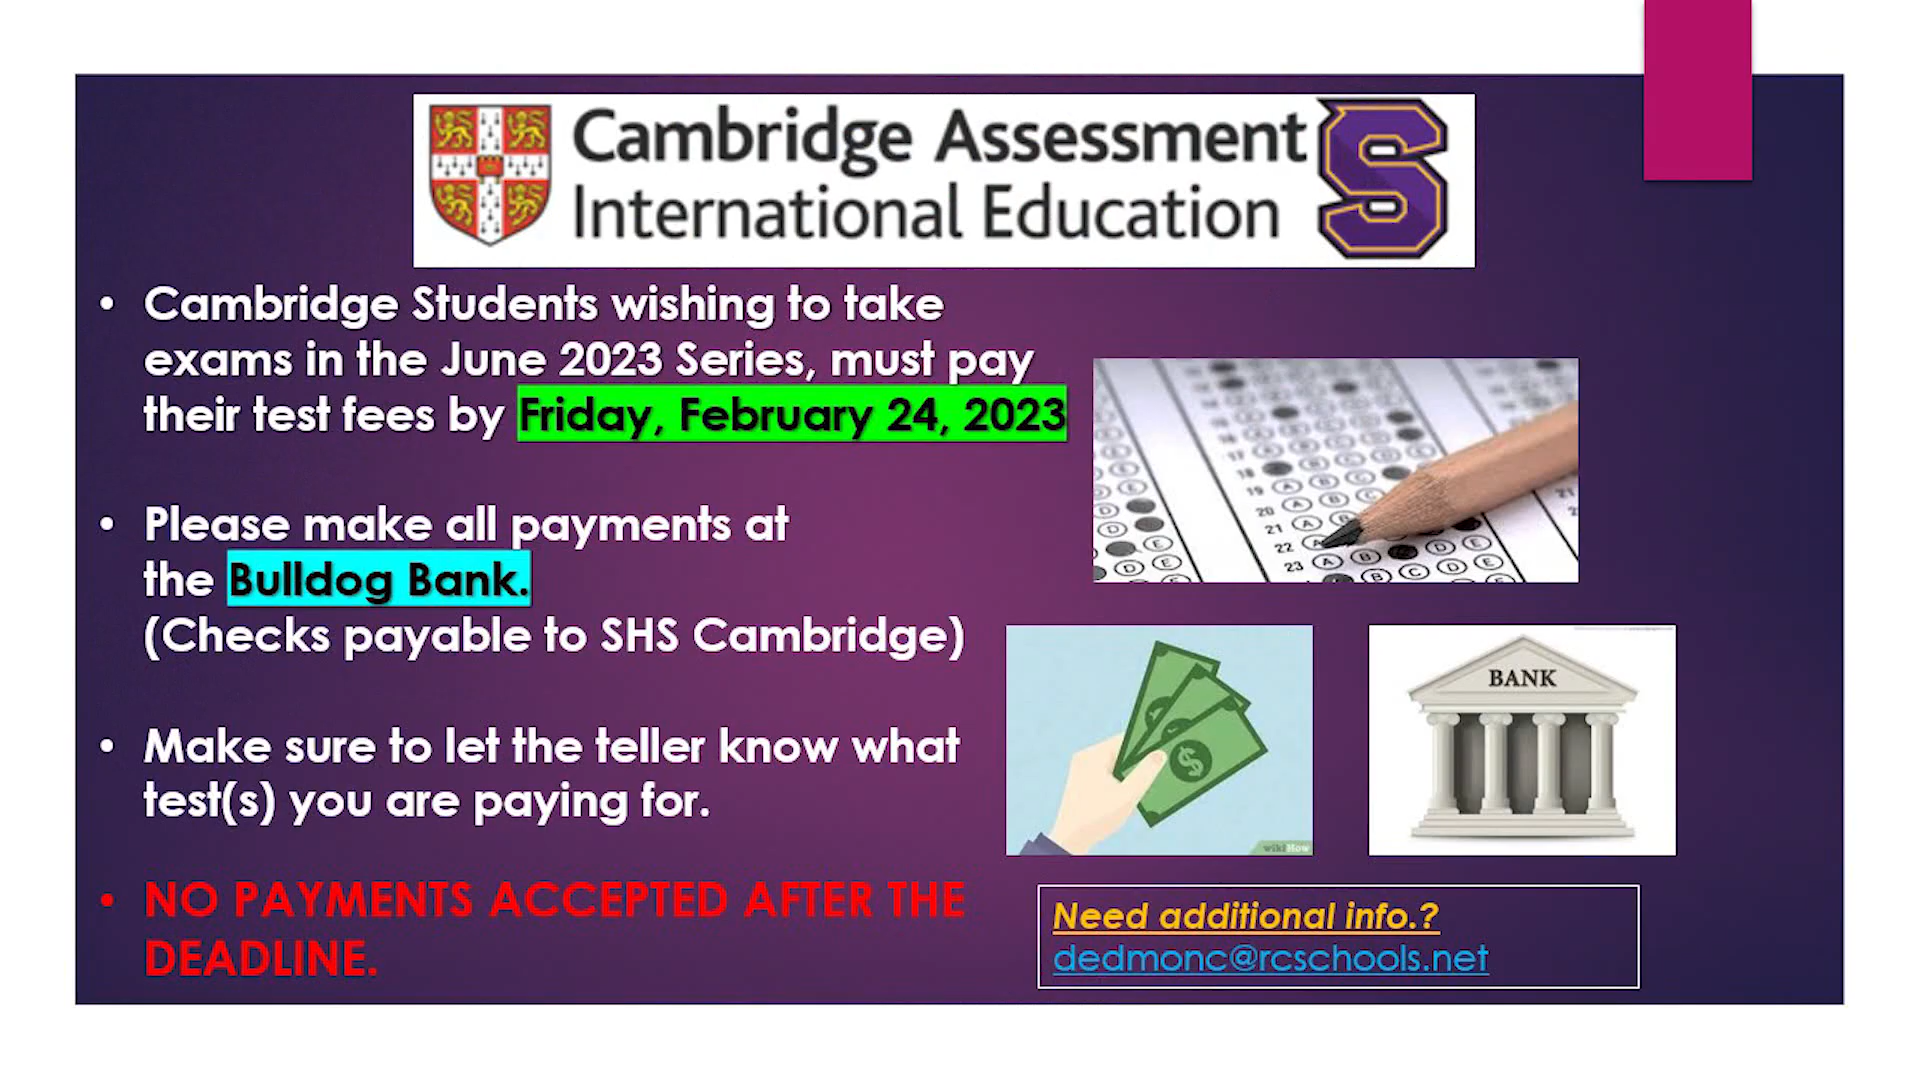 Cambridge Assessment
International Education
S
• Cambridge Students wishing to take
exams in the June 2023 Series, must pay
their test fees by Friday, February 24, 2023
• Please make all payments at
the Bulldog Bank.
(Checks payable to SHS Cambridge)
• Make sure to let the teller know what
test(s) you are paying for.
• NO PAYMENTS ACCEPTED AFTER THE
DEADLINE.
BANK
wikiHow
Need additional info.?
dedmonc@rcschools.net